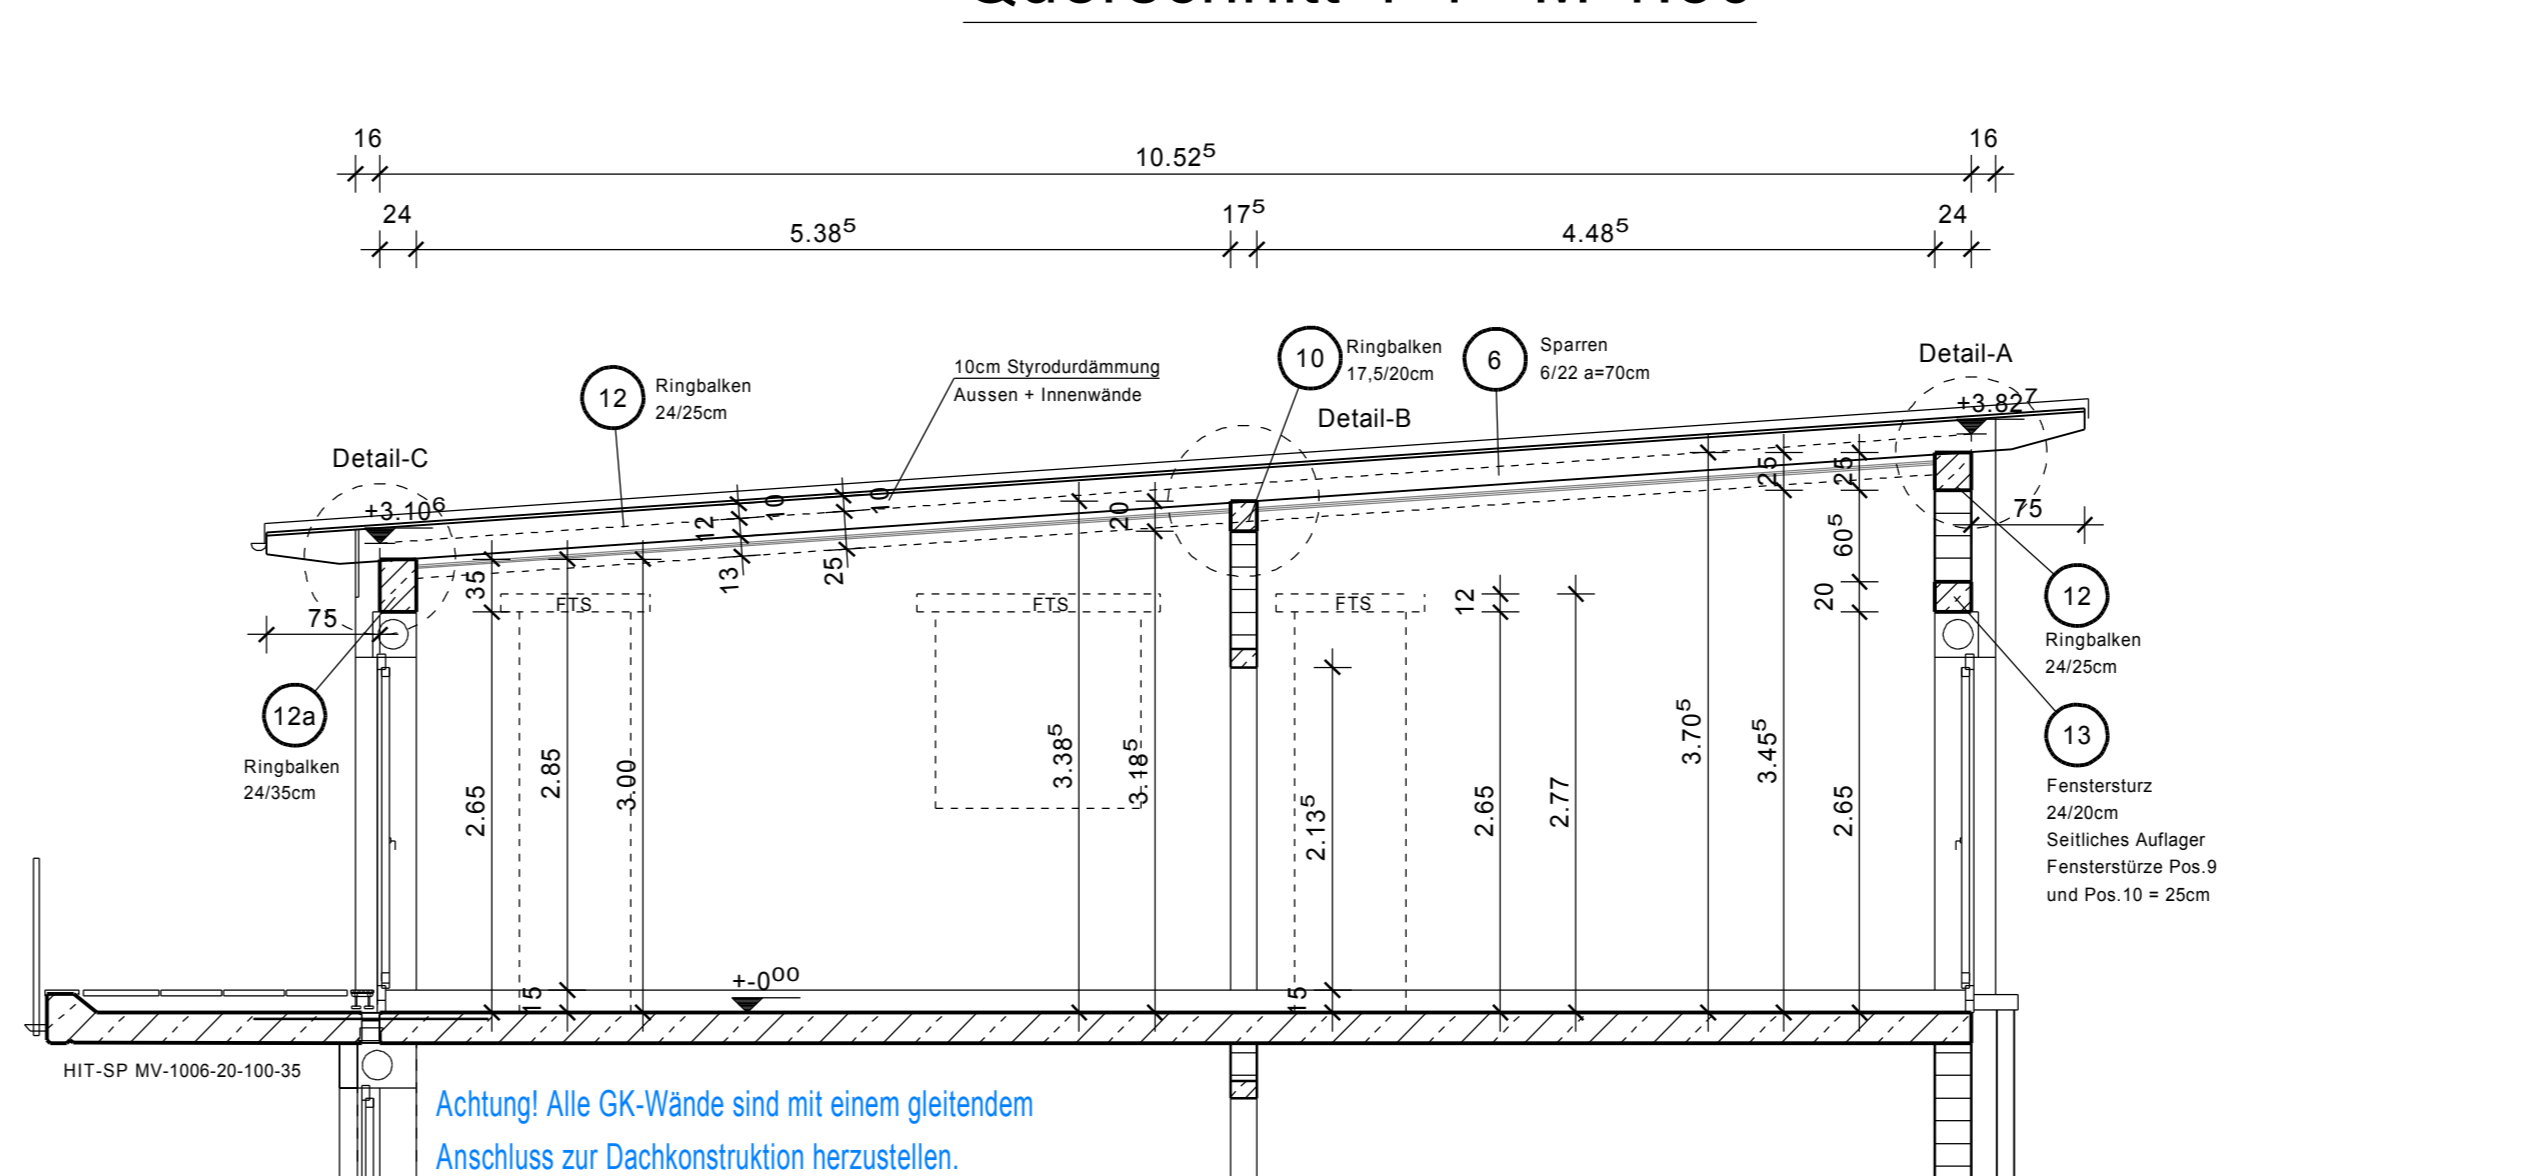 16
10.52⁵
16
24
5.38⁵
17⁵
4.48⁵
24
10
Ringbalken
17,5/20cm
6
Sparren
6/22 a=70cm
Detail-A
10cm Styrodurdämmung
Aussen + Innenwände
12
Ringbalken
24/25cm
+3.82⁷
Detail-B
Detail-C
+3.10⁶
10
10
12
13
25
20
25
25
75
60⁵
20
35
FTS
FTS
FTS
12
75
12
Ringbalken
24/25cm
12a
Ringbalken
24/35cm
13
Fenstersturz
24/20cm
Seitliches Auflager
Fensterstürze Pos.9
und Pos.10 = 25cm
2.65
2.85
3.00
3.38⁵
3.18⁵
2.13⁵
2.65
2.77
3.70⁵
3.45⁵
2.65
+-0⁰⁰
15
15
HIT-SP MV-1006-20-100-35
Achtung! Alle GK-Wände sind mit einem gleitendem
Anschluss zur Dachkonstruktion herzustellen.